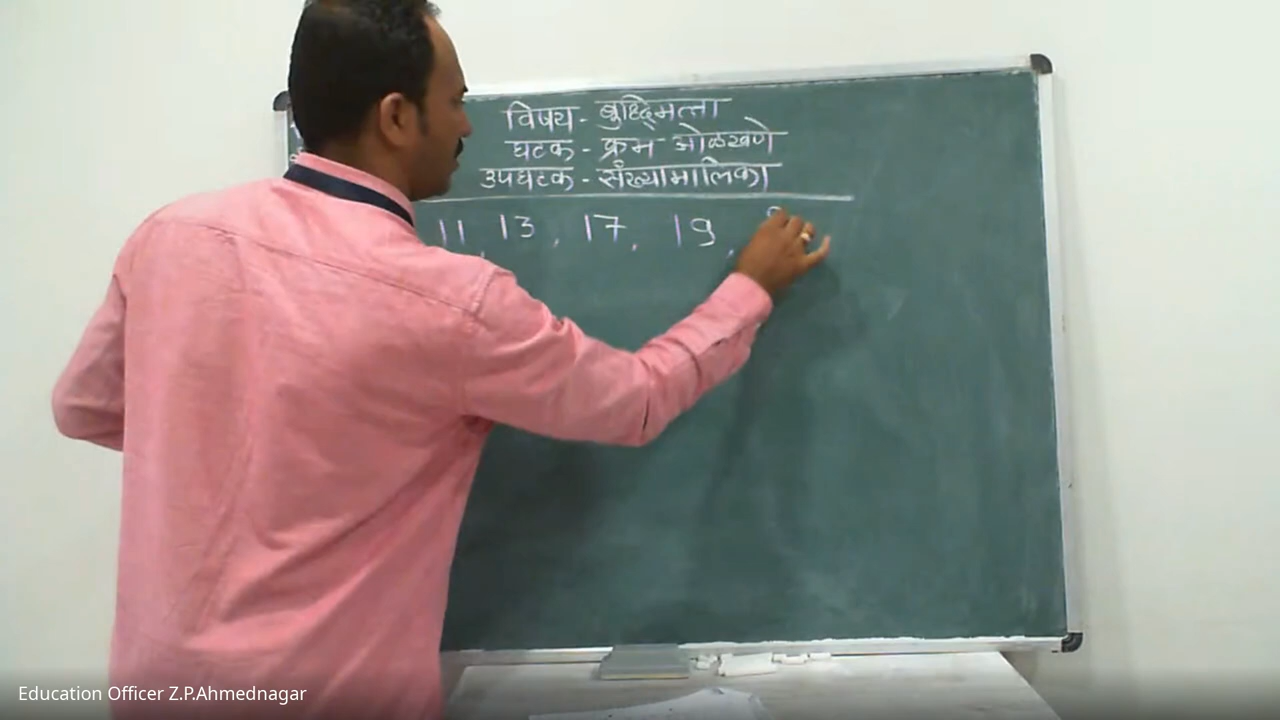 विषय - बुध्दिमत्ता
घटक - क्रम ओळखणे
उपघटक - संख्यामालिका
11, 13, 17, 19,
Education Officer Z.P.Ahmednagar